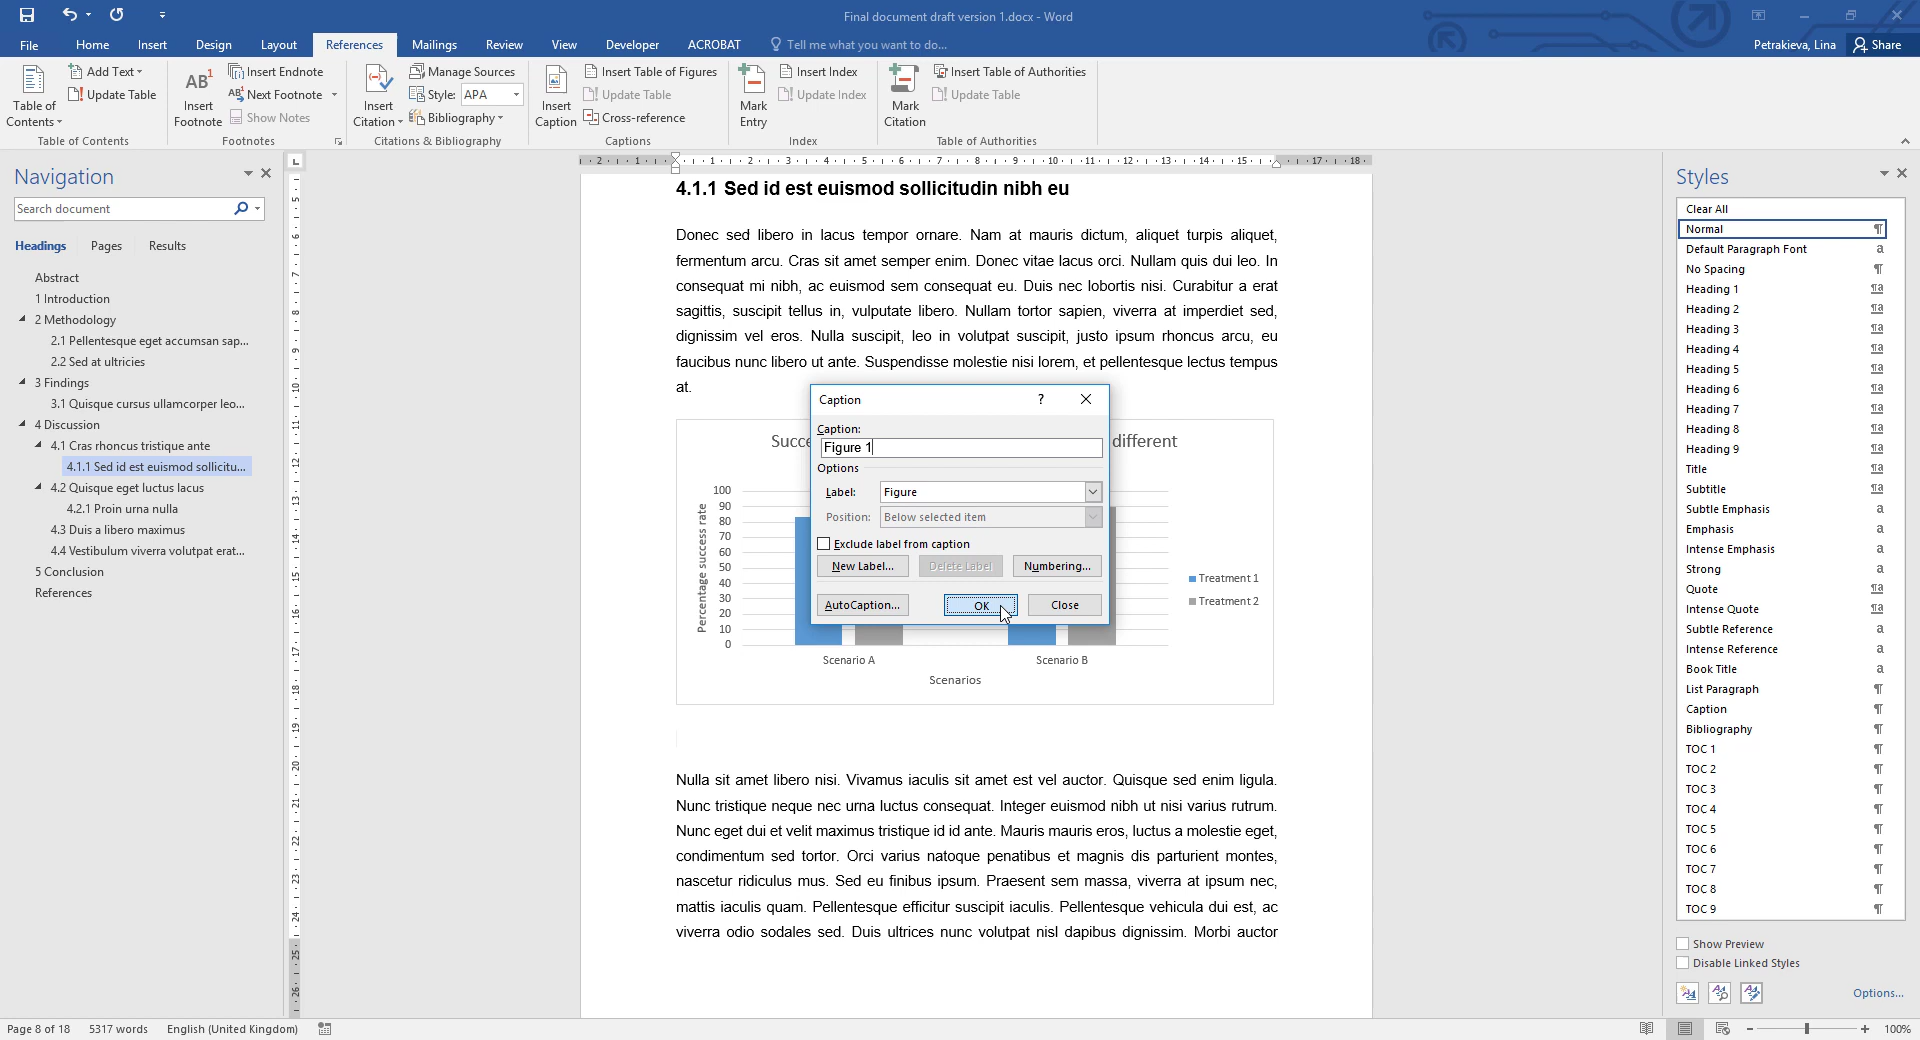 Final document draft version 1.docx - Word
File Home Insert Design Layout References Mailings Review View Developer ACROBAT Tell me what you want to do... Petrakieva, Lina Share
Table of Contents
Add Text
Update Table
Table of Contents
Insert Footnote
Insert Endnote
Next Footnote
Show Notes
Footnotes
Insert Citation
Manage Sources
Style: APA
Bibliography
Citations & Bibliography
Insert Caption
Insert Table of Figures
Update Table
Cross-reference
Captions
Mark Entry
Insert Index
Update Index
Index
Mark Citation
Insert Table of Authorities
Update Table
Table of Authorities
Navigation
Search document
Headings Pages Results
Abstract
1 Introduction
2 Methodology
2.1 Pellentesque eget accumsan sap...
2.2 Sed at ultricies
3 Findings
3.1 Quisque cursus ullamcorper leo...
4 Discussion
4.1 Cras rhoncus tristique ante
4.1.1 Sed id est euismod sollicitu...
4.2 Quisque eget luctus lacus
4.2.1 Proin urna nulla
4.3 Duis a libero maximus
4.4 Vestibulum viverra volutpat erat...
5 Conclusion
References
4.1.1 Sed id est euismod sollicitudin nibh eu
Donec sed libero in lacus tempor ornare. Nam at mauris dictum, aliquet turpis aliquet,
fermentum arcu. Cras sit amet semper enim. Donec vitae lacus orci. Nullam quis dui leo. In
consequat mi nibh, ac euismod sem consequat eu. Duis nec lobortis nisi. Curabitur a erat
sagittis, suscipit tellus in, vulputate libero. Nullam tortor sapien, viverra at imperdiet sed,
dignissim vel eros. Nulla suscipit, leo in volutpat suscipit, justo ipsum rhoncus arcu, eu
faucibus nunc libero ut ante. Suspendisse molestie nisi lorem, et pellentesque lectus tempus
at.
Caption
Caption:
Figure 1
Options
Label: Figure
Position: Below selected item
Exclude label from caption
New Label... Delete Label Numbering...
AutoCaption... OK Close
different
Percentage success rate
100
90
80
70
60
50
40
30
20
10
0
Treatment 1
Treatment 2
Scenario A Scenario B
Scenarios
Nulla sit amet libero nisi. Vivamus iaculis sit amet est vel auctor. Quisque sed enim ligula.
Nunc tristique neque nec urna luctus consequat. Integer euismod nibh ut nisi varius rutrum.
Nunc eget dui et velit maximus tristique id id ante. Mauris mauris eros, luctus a molestie eget,
condimentum sed tortor. Orci varius natoque penatibus et magnis dis parturient montes,
nascetur ridiculus mus. Sed eu finibus ipsum. Praesent sem massa, viverra at ipsum nec,
mattis iaculis quam. Pellentesque efficitur suscipit iaculis. Pellentesque vehicula dui est, ac
viverra odio sodales sed. Duis ultrices nunc volutpat nisl dapibus dignissim. Morbi auctor
Styles
Clear All
Normal
Default Paragraph Font
No Spacing
Heading 1
Heading 2
Heading 3
Heading 4
Heading 5
Heading 6
Heading 7
Heading 8
Heading 9
Title
Subtitle
Subtle Emphasis
Emphasis
Intense Emphasis
Strong
Quote
Intense Quote
Subtle Reference
Intense Reference
Book Title
List Paragraph
Caption
Bibliography
TOC 1
TOC 2
TOC 3
TOC 4
TOC 5
TOC 6
TOC 7
TOC 8
TOC 9
Show Preview
Disable Linked Styles
Options...
Page 8 of 18 5317 words English (United Kingdom) 100%